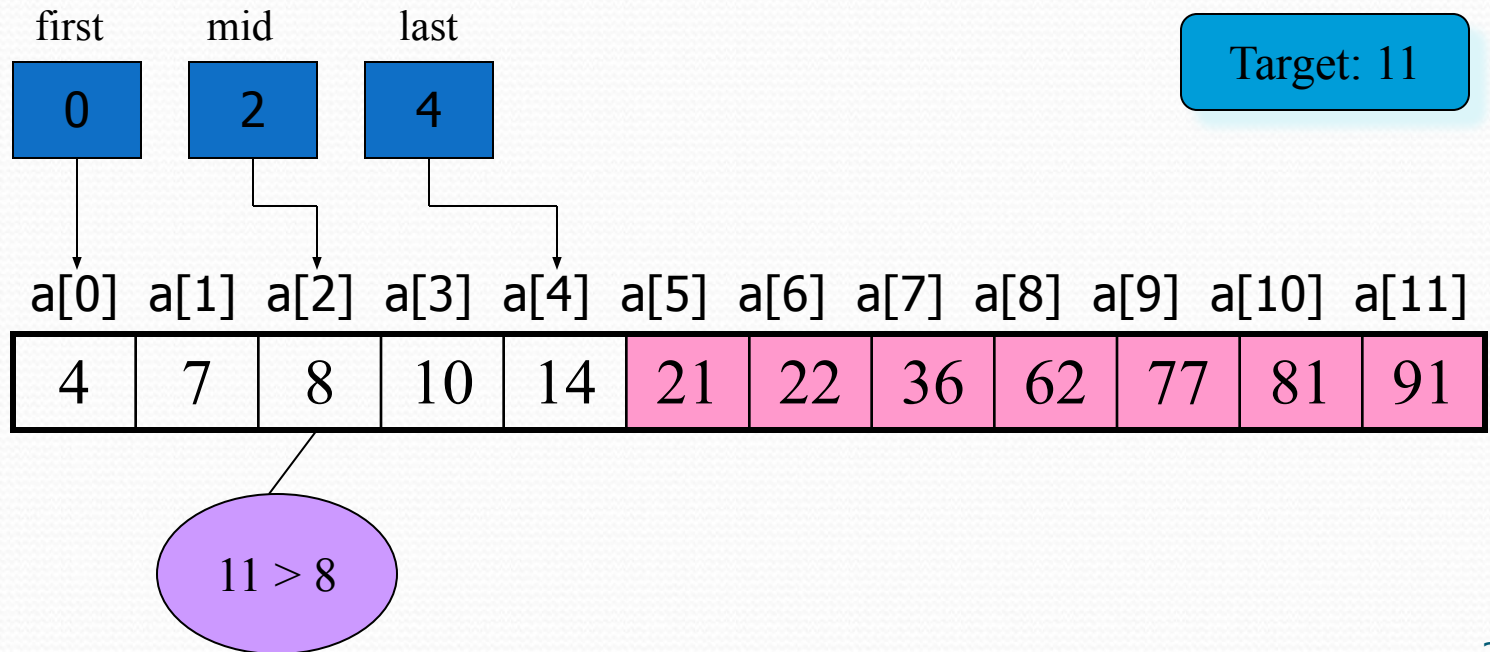 first mid last
Target: 11
0 2 4
a[0] a[1] a[2] a[3] a[4] a[5] a[6] a[7] a[8] a[9] a[10] a[11]
4 7 8 10 14 21 22 36 62 77 81 91
11 > 8